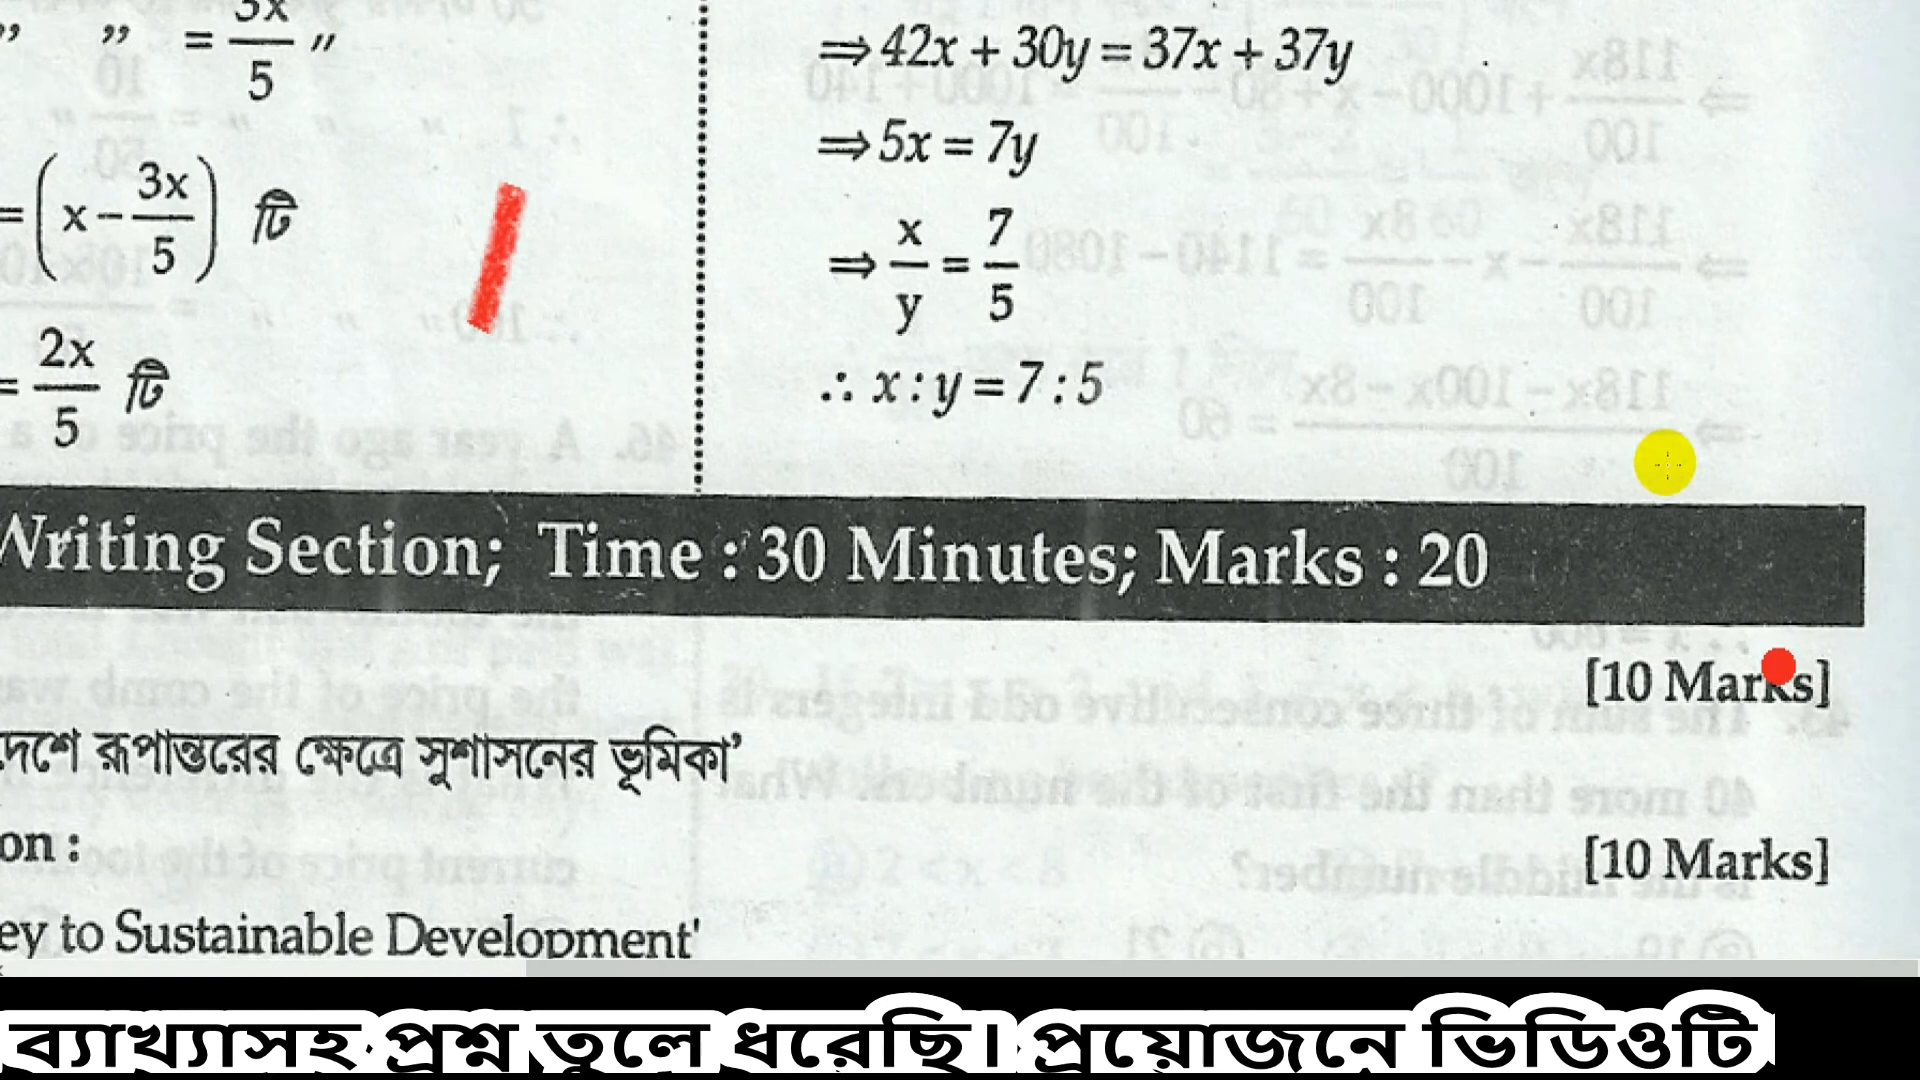 ” ” = 3x/5 ”
= (x − 3x/5) টি
= 2x/5 টি
⇒ 42x + 30y = 37x + 37y
⇒ 5x = 7y
⇒ x/y = 7/5
∴ x : y = 7 : 5
Writing Section; Time : 30 Minutes; Marks : 20
[10 Marks]
রূপান্তরের ক্ষেত্রে সুশাসনের ভূমিকা’
[10 Marks]
to Sustainable Development'
ব্যাখ্যাসহ প্রশ্ন তুলে ধরেছি। প্রয়োজনে ভিডিওটি